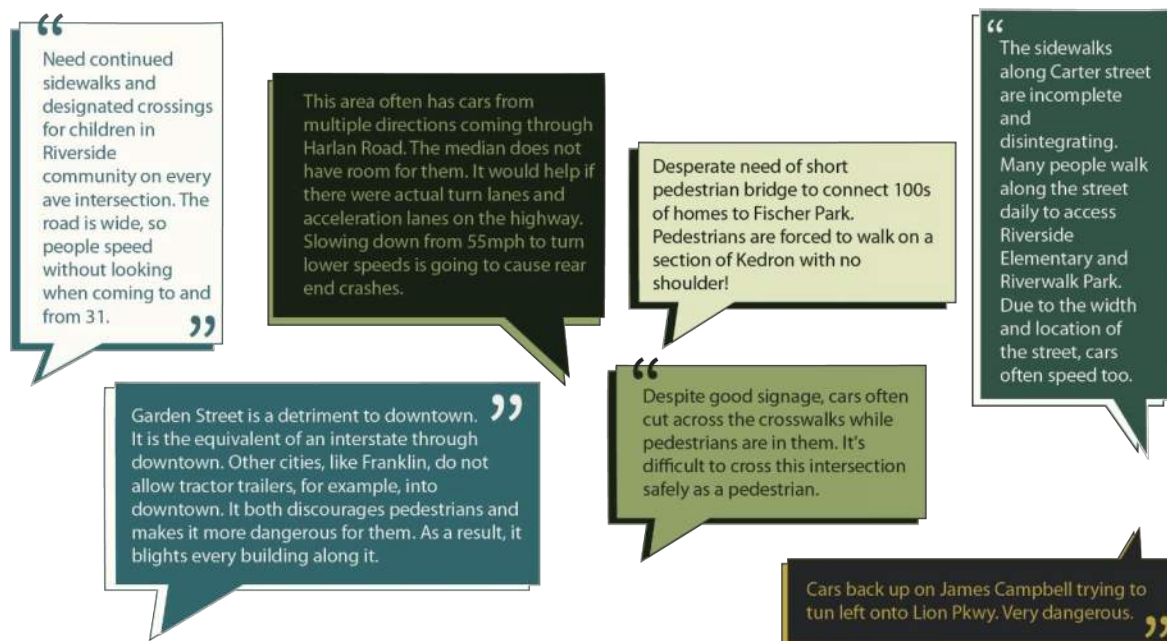 Need continued
sidewalks and
designated crossings
for children in
Riverside
community on every
ave intersection. The
road is wide, so
people speed
without looking
when coming to and
from 31.
This area often has cars from
multiple directions coming through
Harlan Road. The median does not
have room for them. It would help if
there were actual turn lanes and
acceleration lanes on the highway.
Slowing down from 55mph to turn
lower speeds is going to cause rear
end crashes.
Desperate need of short
pedestrian bridge to connect 100s
of homes to Fischer Park.
Pedestrians are forced to walk on a
section of Kedron with no
shoulder!
The sidewalks
along Carter street
are incomplete
and
disintegrating.
Many people walk
along the street
daily to access
Riverside
Elementary and
Riverwalk Park.
Due to the width
and location of
the street, cars
often speed too.
Garden Street is a detriment to downtown.
It is the equivalent of an interstate through
downtown. Other cities, like Franklin, do not
allow tractor trailers, for example, into
downtown. It both discourages pedestrians and
makes it more dangerous for them. As a result, it
blights every building along it.
Despite good signage, cars often
cut across the crosswalks while
pedestrians are in them. It's
difficult to cross this intersection
safely as a pedestrian.
Cars back up on James Campbell trying to
tun left onto Lion Pkwy. Very dangerous.